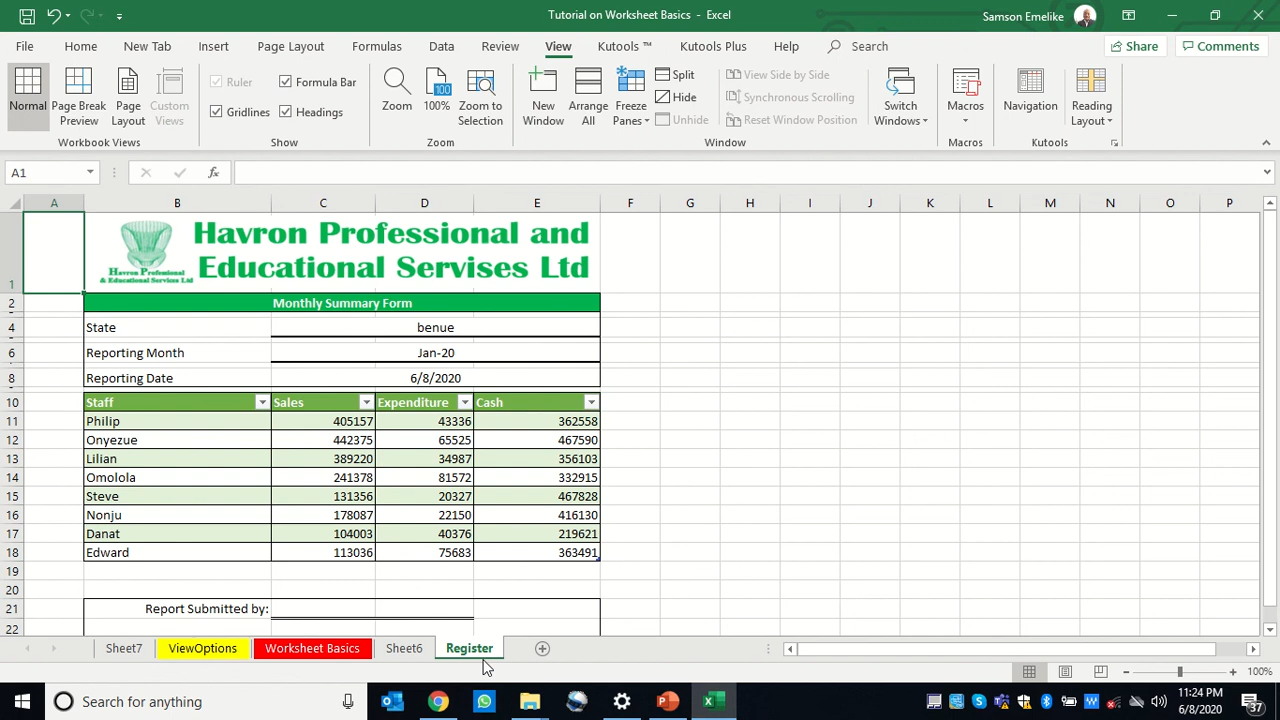 Tutorial on Worksheet Basics - Excel
Samson Emelike
File Home New Tab Insert Page Layout Formulas Data Review View Kutools ™ Kutools Plus Help Search Share Comments
Normal
Page Break Preview
Page Layout
Custom Views
Workbook Views
Ruler
Formula Bar
Gridlines
Headings
Show
Zoom
100%
Zoom to Selection
Zoom
New Window
Arrange All
Freeze Panes
Split
Hide
Unhide
View Side by Side
Synchronous Scrolling
Reset Window Position
Switch Windows
Window
Macros
Macros
Navigation
Reading Layout
Kutools
A1
fx
A B C D E F G H I J K L M N O P
Havron Professional and
Educational Servises Ltd
Havron Professional
& Educational Services Ltd
1
2 Monthly Summary Form
4 State benue
6 Reporting Month Jan-20
8 Reporting Date 6/8/2020
10 Staff Sales Expenditure Cash
11 Philip 405157 43336 362558
12 Onyezue 442375 65525 467590
13 Lilian 389220 34987 356103
14 Omolola 241378 81572 332915
15 Steve 131356 20327 467828
16 Nonju 178087 22150 416130
17 Danat 104003 40376 219621
18 Edward 113036 75683 363491
19
20
21 Report Submitted by:
22
Sheet7 ViewOptions Worksheet Basics Sheet6 Register
100%
Search for anything
11:24 PM
6/8/2020
37